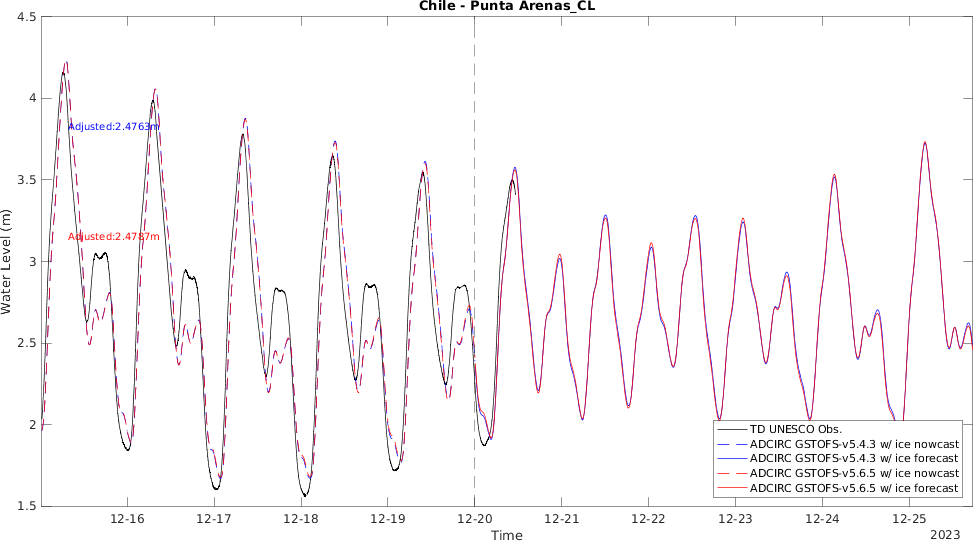 Chile - Punta Arenas_CL
Water Level (m)
4.5
4
3.5
3
2.5
2
1.5
Adjusted:2.4763m
Adjusted:2.4787m
TD UNESCO Obs.
ADCIRC GSTOFS-v5.4.3 w/ ice nowcast
ADCIRC GSTOFS-v5.4.3 w/ ice forecast
ADCIRC GSTOFS-v5.6.5 w/ ice nowcast
ADCIRC GSTOFS-v5.6.5 w/ ice forecast
12-16 12-17 12-18 12-19 12-20 12-21 12-22 12-23 12-24 12-25
Time
2023